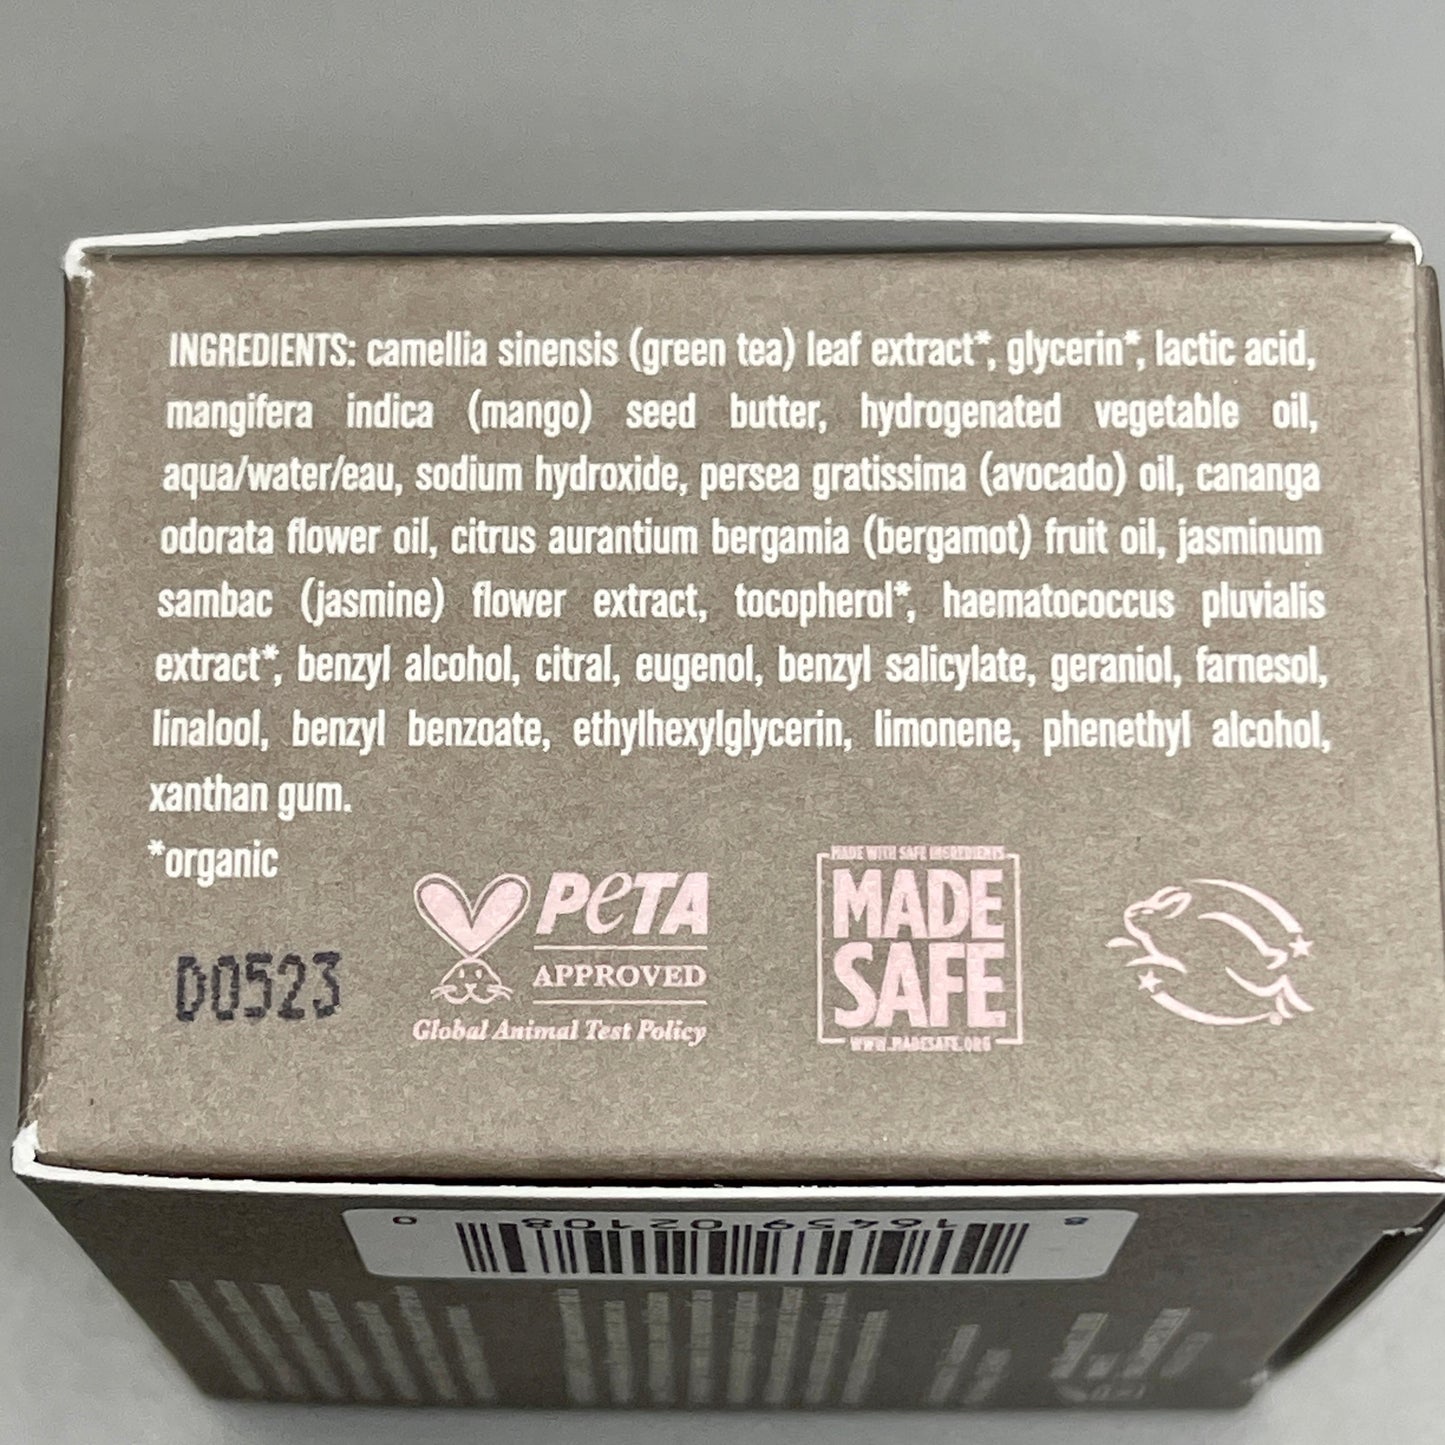 INGREDIENTS: camellia sinensis (green tea) leaf extract*, glycerin*, lactic acid,
mangifera indica (mango) seed butter, hydrogenated vegetable oil,
aqua/water/eau, sodium hydroxide, persea gratissima (avocado) oil, cananga
odorata flower oil, citrus aurantium bergamia (bergamot) fruit oil, jasminum
sambac (jasmine) flower extract, tocopherol*, haematococcus pluvialis
extract*, benzyl alcohol, citral, eugenol, benzyl salicylate, geraniol, farnesol,
linalool, benzyl benzoate, ethylhexylglycerin, limonene, phenethyl alcohol,
xanthan gum.
*organic
D0523
PETA
APPROVED
Global Animal Test Policy
MADE WITH SAFE INGREDIENTS
MADE
SAFE
WWW.MADESAFE.ORG
8 16459 02108 0